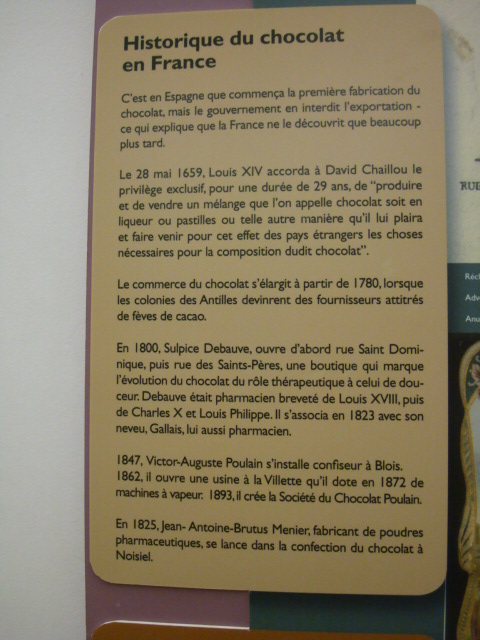 Historique du chocolat
en France
C'est en Espagne que commença la première fabrication du
chocolat, mais le gouvernement en interdit l'exportation -
ce qui explique que la France ne le découvrit que beaucoup
plus tard.
Le 28 mai 1659, Louis XIV accorda à David Chaillou le
privilège exclusif, pour une durée de 29 ans, de "produire
et de vendre un mélange que l'on appelle chocolat soit en
liqueur ou pastilles ou telle autre manière qu'il lui plaira
et faire venir pour cet effet des pays étrangers les choses
nécessaires pour la composition dudit chocolat".
Le commerce du chocolat s'élargit à partir de 1780, lorsque
les colonies des Antilles devinrent des fournisseurs attitrés
de fèves de cacao.
En 1800, Sulpice Debauve, ouvre d'abord rue Saint Domi-
nique, puis rue des Saints-Pères, une boutique qui marque
l'évolution du chocolat du rôle thérapeutique à celui de dou-
ceur. Debauve était pharmacien breveté de Louis XVIII, puis
de Charles X et Louis Philippe. Il s'associa en 1823 avec son
neveu, Gallais, lui aussi pharmacien.
1847, Victor-Auguste Poulain s'installe confiseur à Blois.
1862, il ouvre une usine à la Villette qu'il dote en 1872 de
machines à vapeur. 1893, il crée la Société du Chocolat Poulain.
En 1825, Jean- Antoine-Brutus Menier, fabricant de poudres
pharmaceutiques, se lance dans la confection du chocolat à
Noisiel.